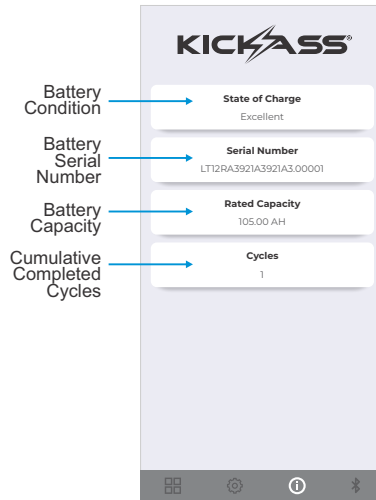 KICKASS®
Battery
Condition
State of Charge
Excellent
Battery
Serial
Number
Serial Number
LT12RA3921A3921A3.00001
Battery
Capacity
Rated Capacity
105.00 AH
Cumulative
Completed
Cycles
Cycles
1